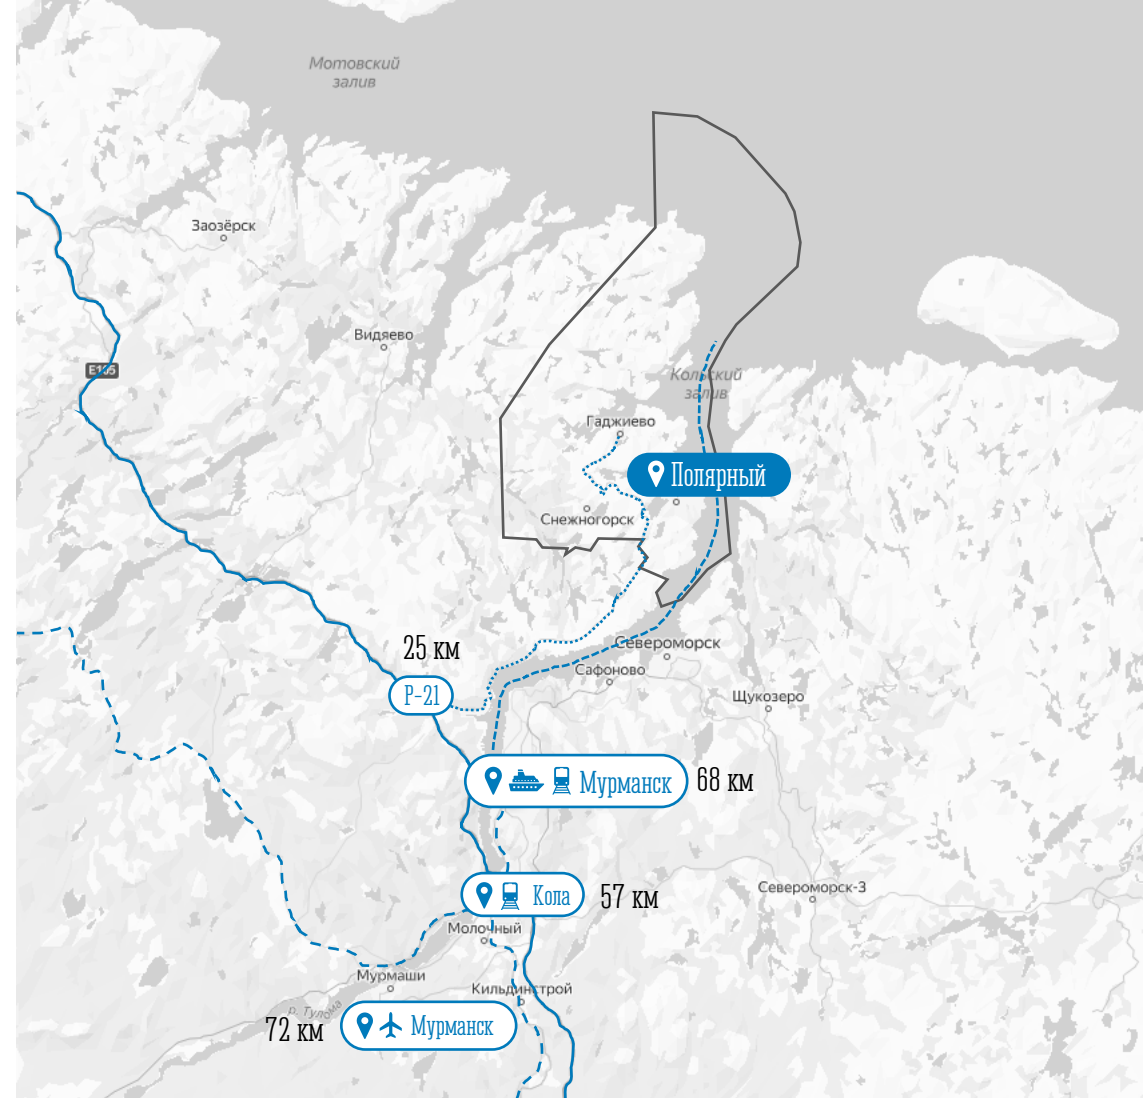 Мотовский
залив
Заозёрск
Видяево
E105
Кольский
залив
Гаджиево
Полярный
Снежногорск
25 км
Североморск
Сафоново
Р-21
Щукозеро
Мурманск
68 км
Североморск-3
Кола
57 км
Молочный
Мурмаши
Кильдинстрой
р. Тулома
72 км
Мурманск